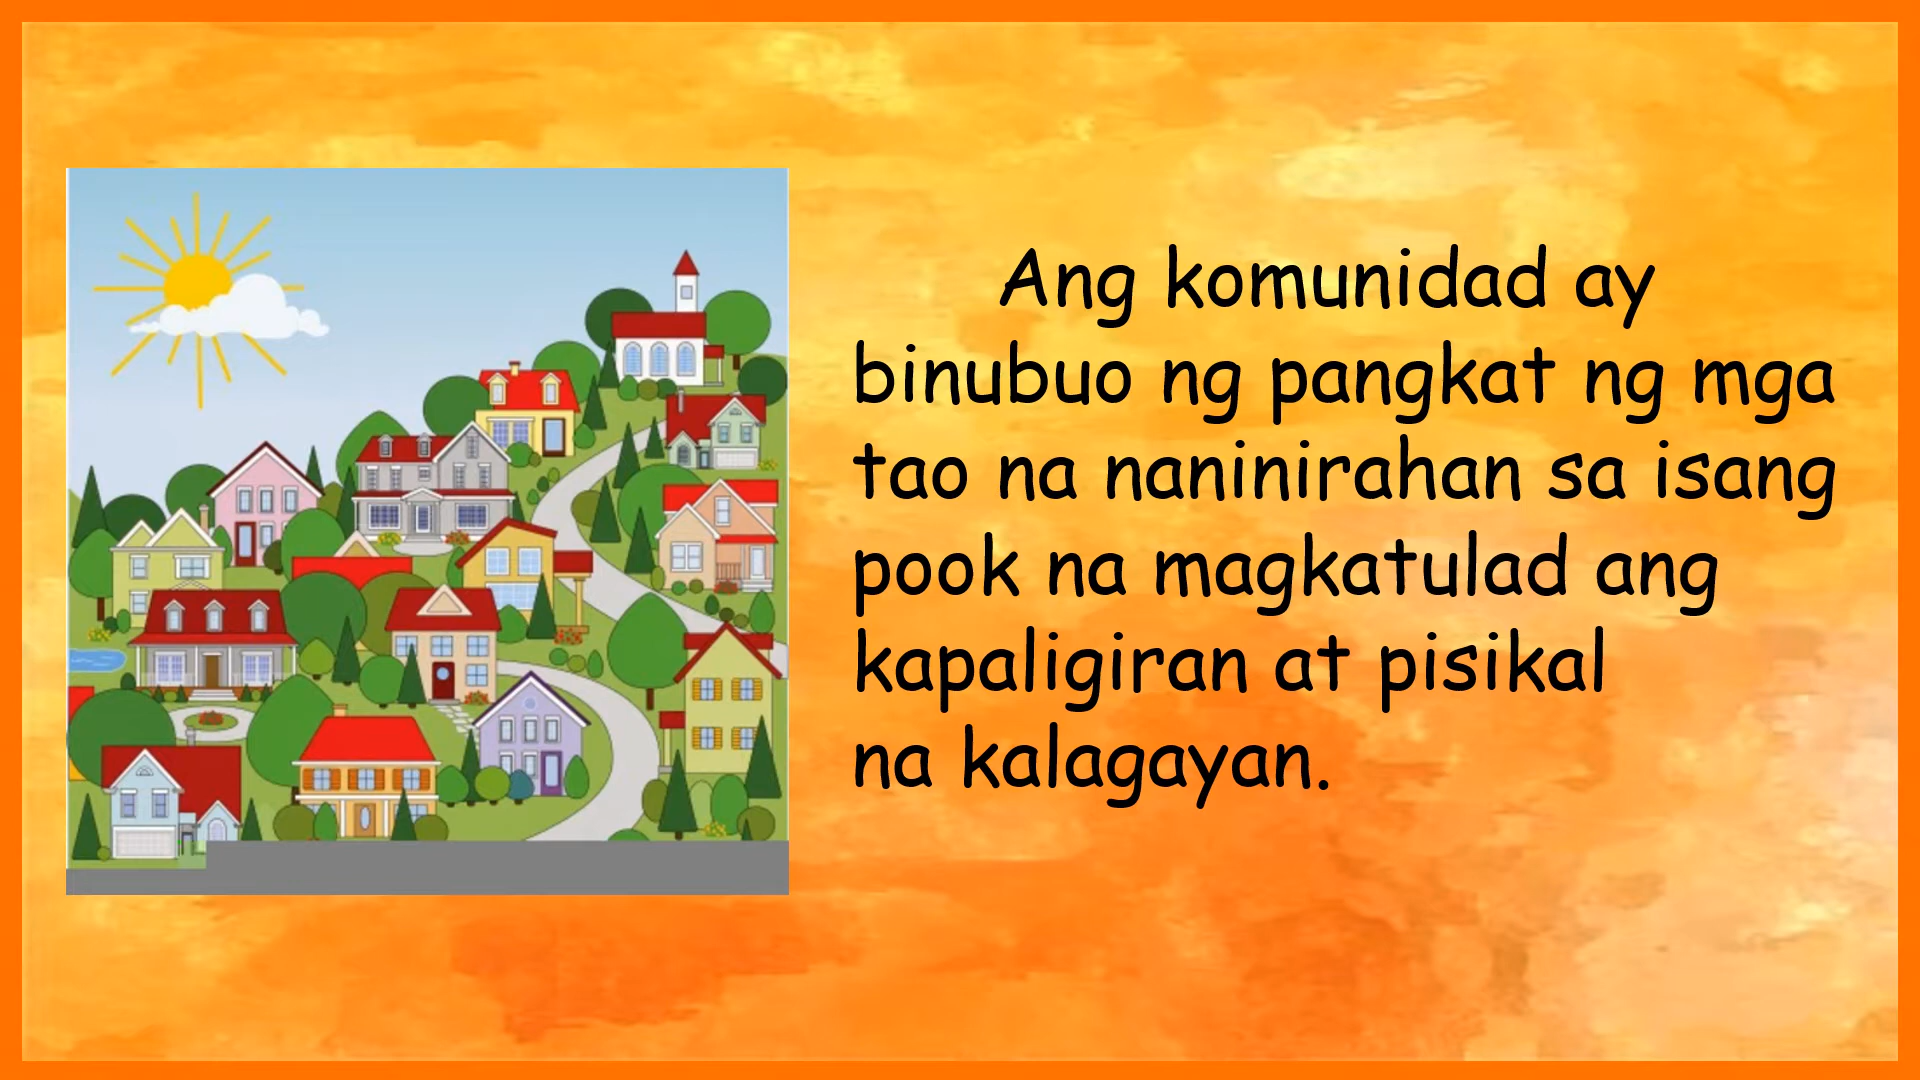 Ang komunidad ay
binubuo ng pangkat ng mga
tao na naninirahan sa isang
pook na magkatulad ang
kapaligiran at pisikal
na kalagayan.